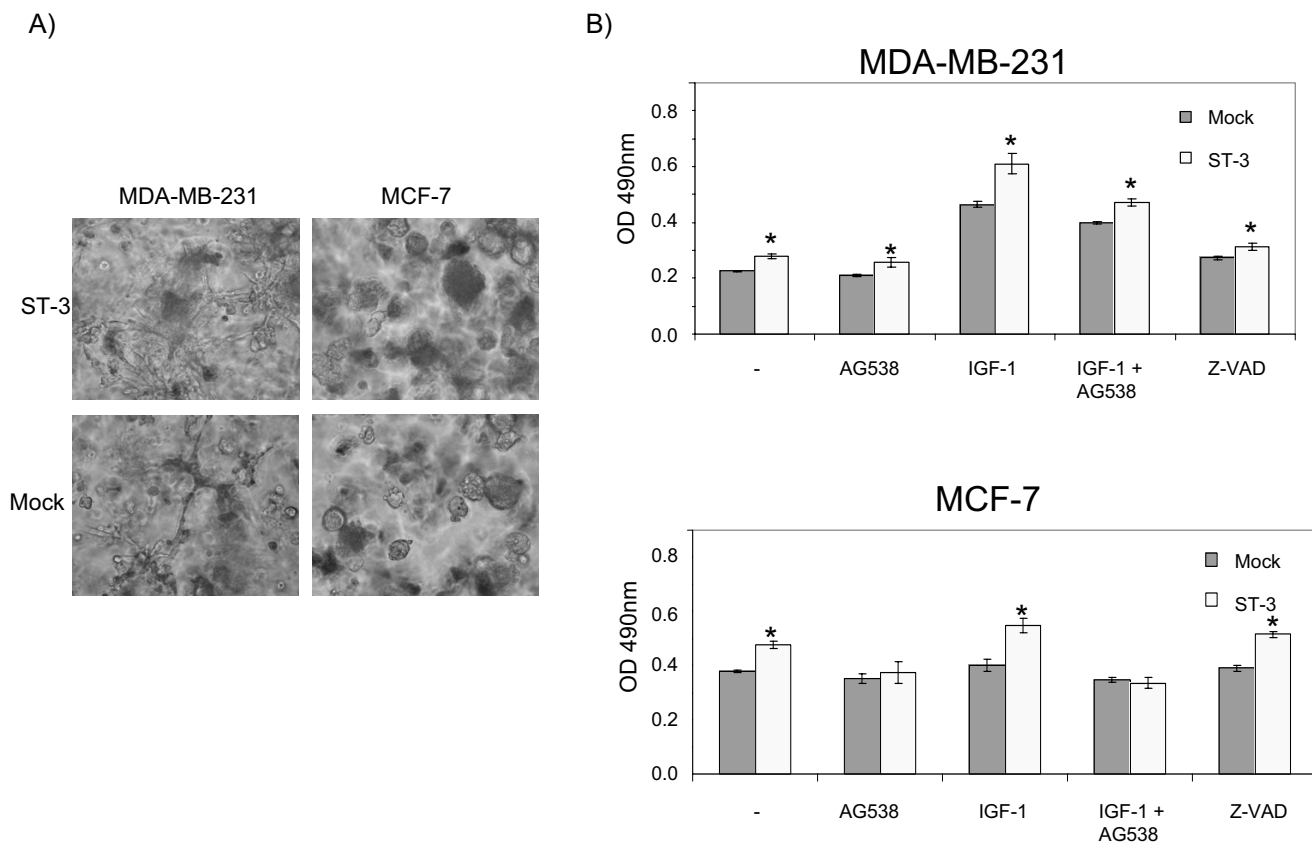 A)
MDA-MB-231 MCF-7
ST-3
Mock
B)
MDA-MB-231
OD 490nm
0.8
0.6
0.4
0.2
0.0
Mock
ST-3
* * * * *
- AG538 IGF-1 IGF-1 + Z-VAD
AG538
MCF-7
OD 490nm
0.8
0.6
0.4
0.2
0.0
Mock
ST-3
* * *
- AG538 IGF-1 IGF-1 + Z-VAD
AG538